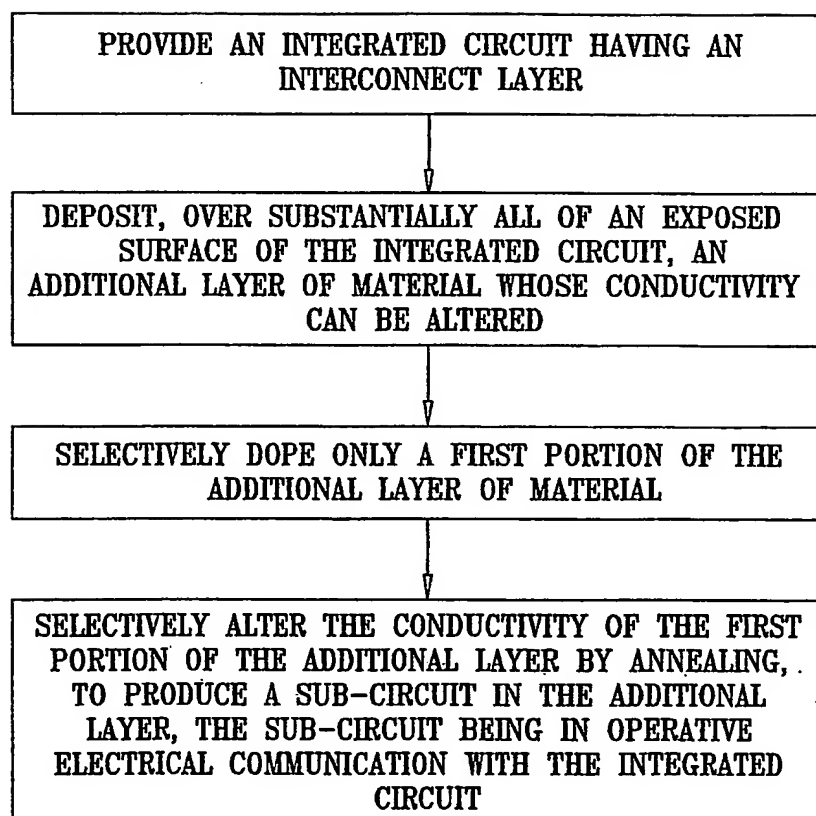 PROVIDE AN INTEGRATED CIRCUIT HAVING AN
INTERCONNECT LAYER
DEPOSIT, OVER SUBSTANTIALLY ALL OF AN EXPOSED
SURFACE OF THE INTEGRATED CIRCUIT, AN
ADDITIONAL LAYER OF MATERIAL WHOSE CONDUCTIVITY
CAN BE ALTERED
SELECTIVELY DOPE ONLY A FIRST PORTION OF THE
ADDITIONAL LAYER OF MATERIAL
SELECTIVELY ALTER THE CONDUCTIVITY OF THE FIRST
PORTION OF THE ADDITIONAL LAYER BY ANNEALING,
TO PRODUCE A SUB-CIRCUIT IN THE ADDITIONAL
LAYER, THE SUB-CIRCUIT BEING IN OPERATIVE
ELECTRICAL COMMUNICATION WITH THE INTEGRATED
CIRCUIT